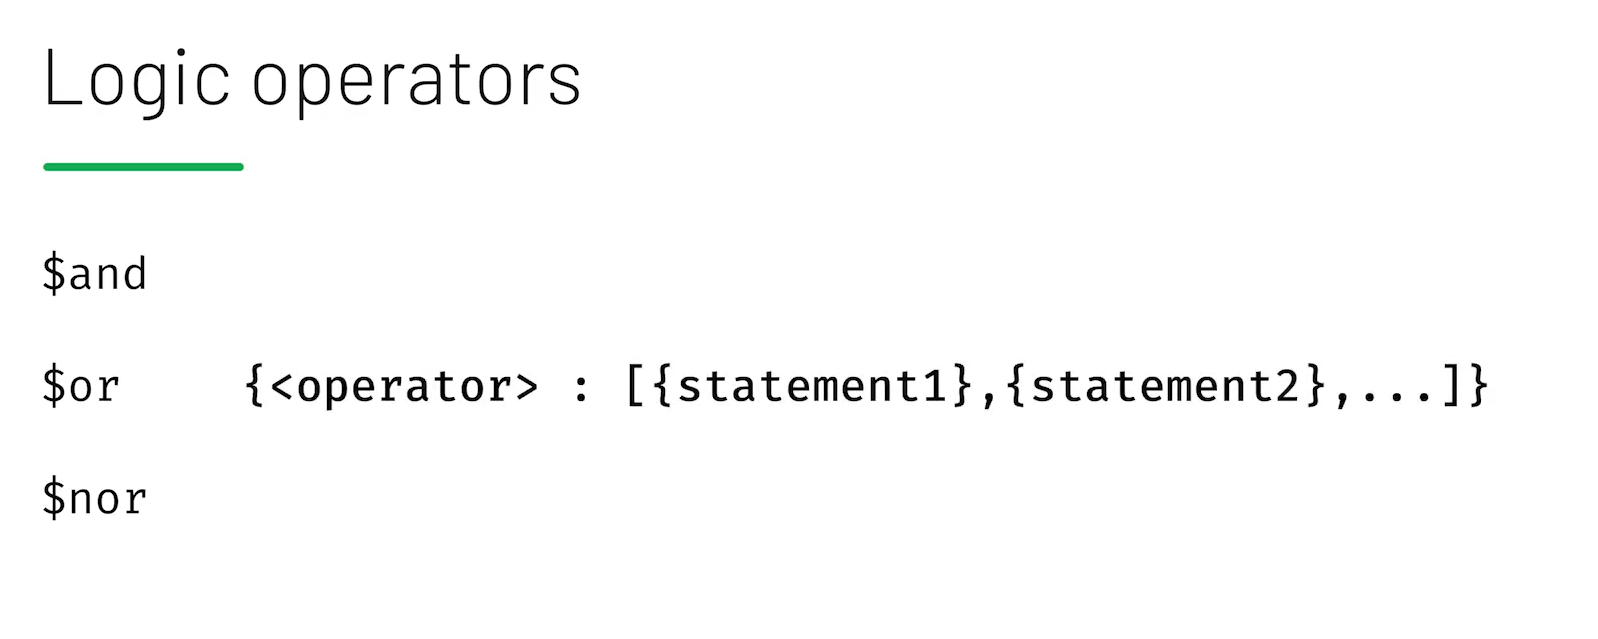 Logic operators
$and
$or {<operator> : [{statement1},{statement2},...]}
$nor